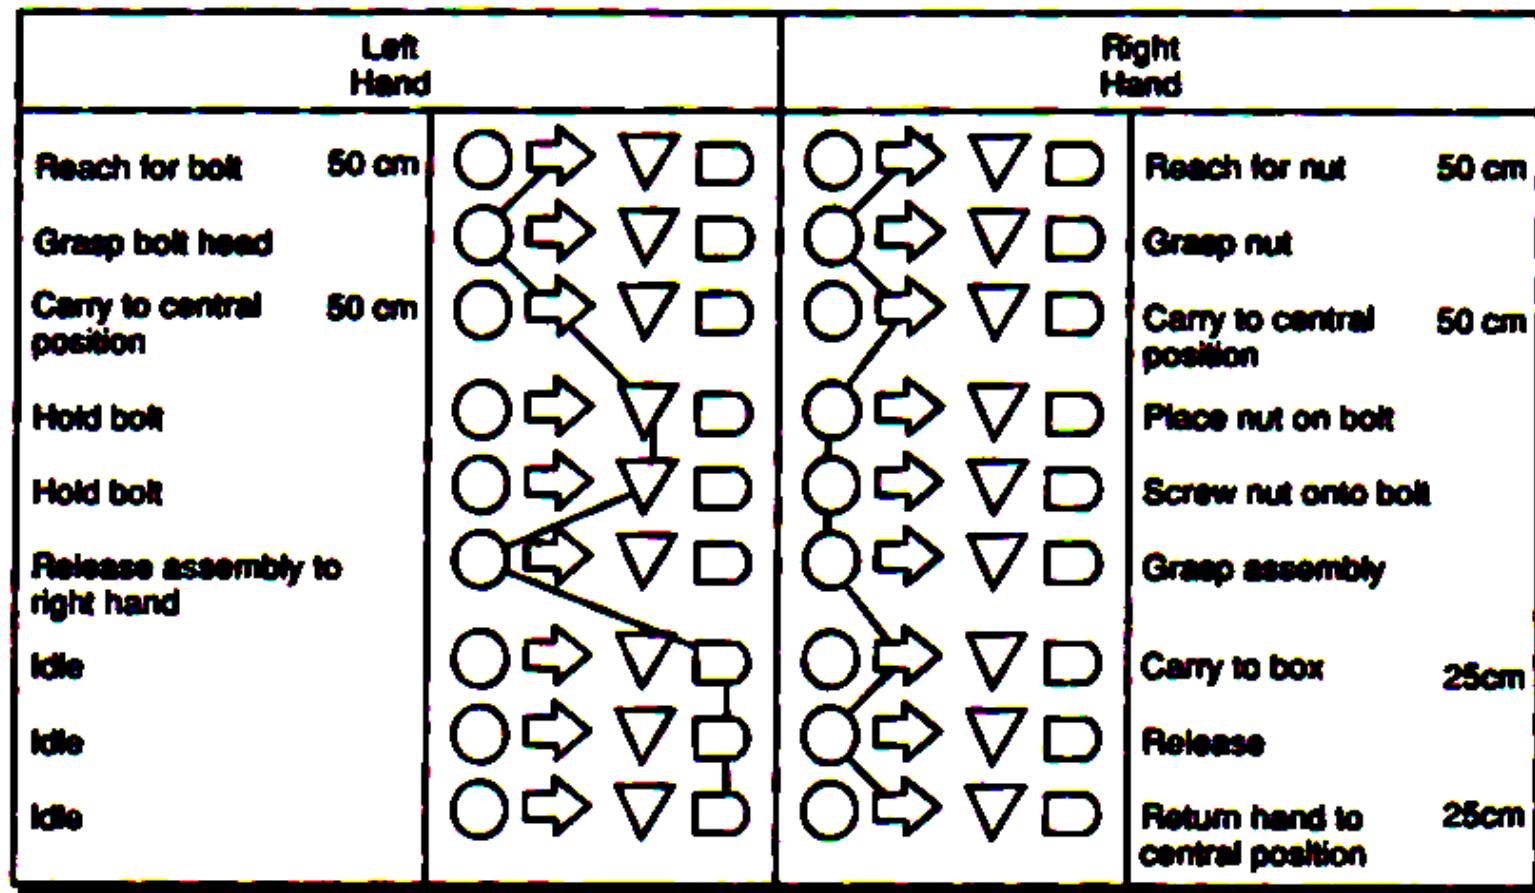 Left
Hand
Right
Hand
Reach for bolt 50 cm
Reach for nut 50 cm
Grasp bolt head
Grasp nut
Carry to central 50 cm
position
Carry to central 50 cm
position
Hold bolt
Place nut on bolt
Hold bolt
Screw nut onto bolt
Release assembly to
right hand
Grasp assembly
Idle
Carry to box 25cm
Idle
Release
Idle
Return hand to 25cm
central position